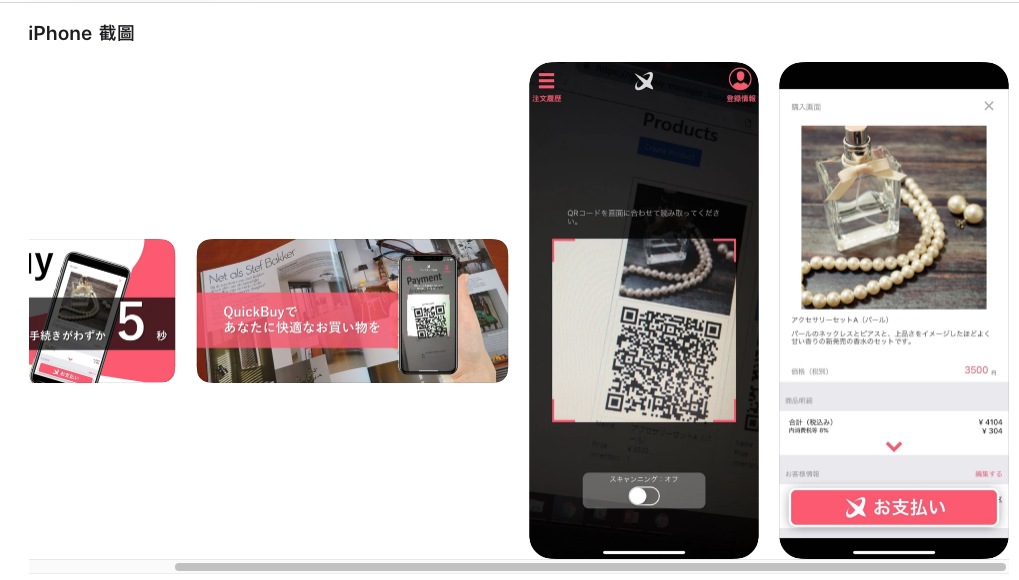 iPhone 截圖
uy
手続きがわずか 5 秒
お支払い
Net als Stef Bakker
Payment
QuickBuyで
あなたに快適なお買い物を
注文履歴
登録情報
Products
QRコードを画面に合わせて読み取ってくださ
い。
スキャンニング：オフ
購入画面
アクセサリーセットA（パール）
パールのネックレスとピアスと、上品さをイメージしたほどよく
甘い香りの新発売の香水のセットです。
価格（税別）
3500 円
商品明細
合計（税込み） ¥ 4104
内消費税等 8% ¥ 304
お客様情報
編集する
お支払い